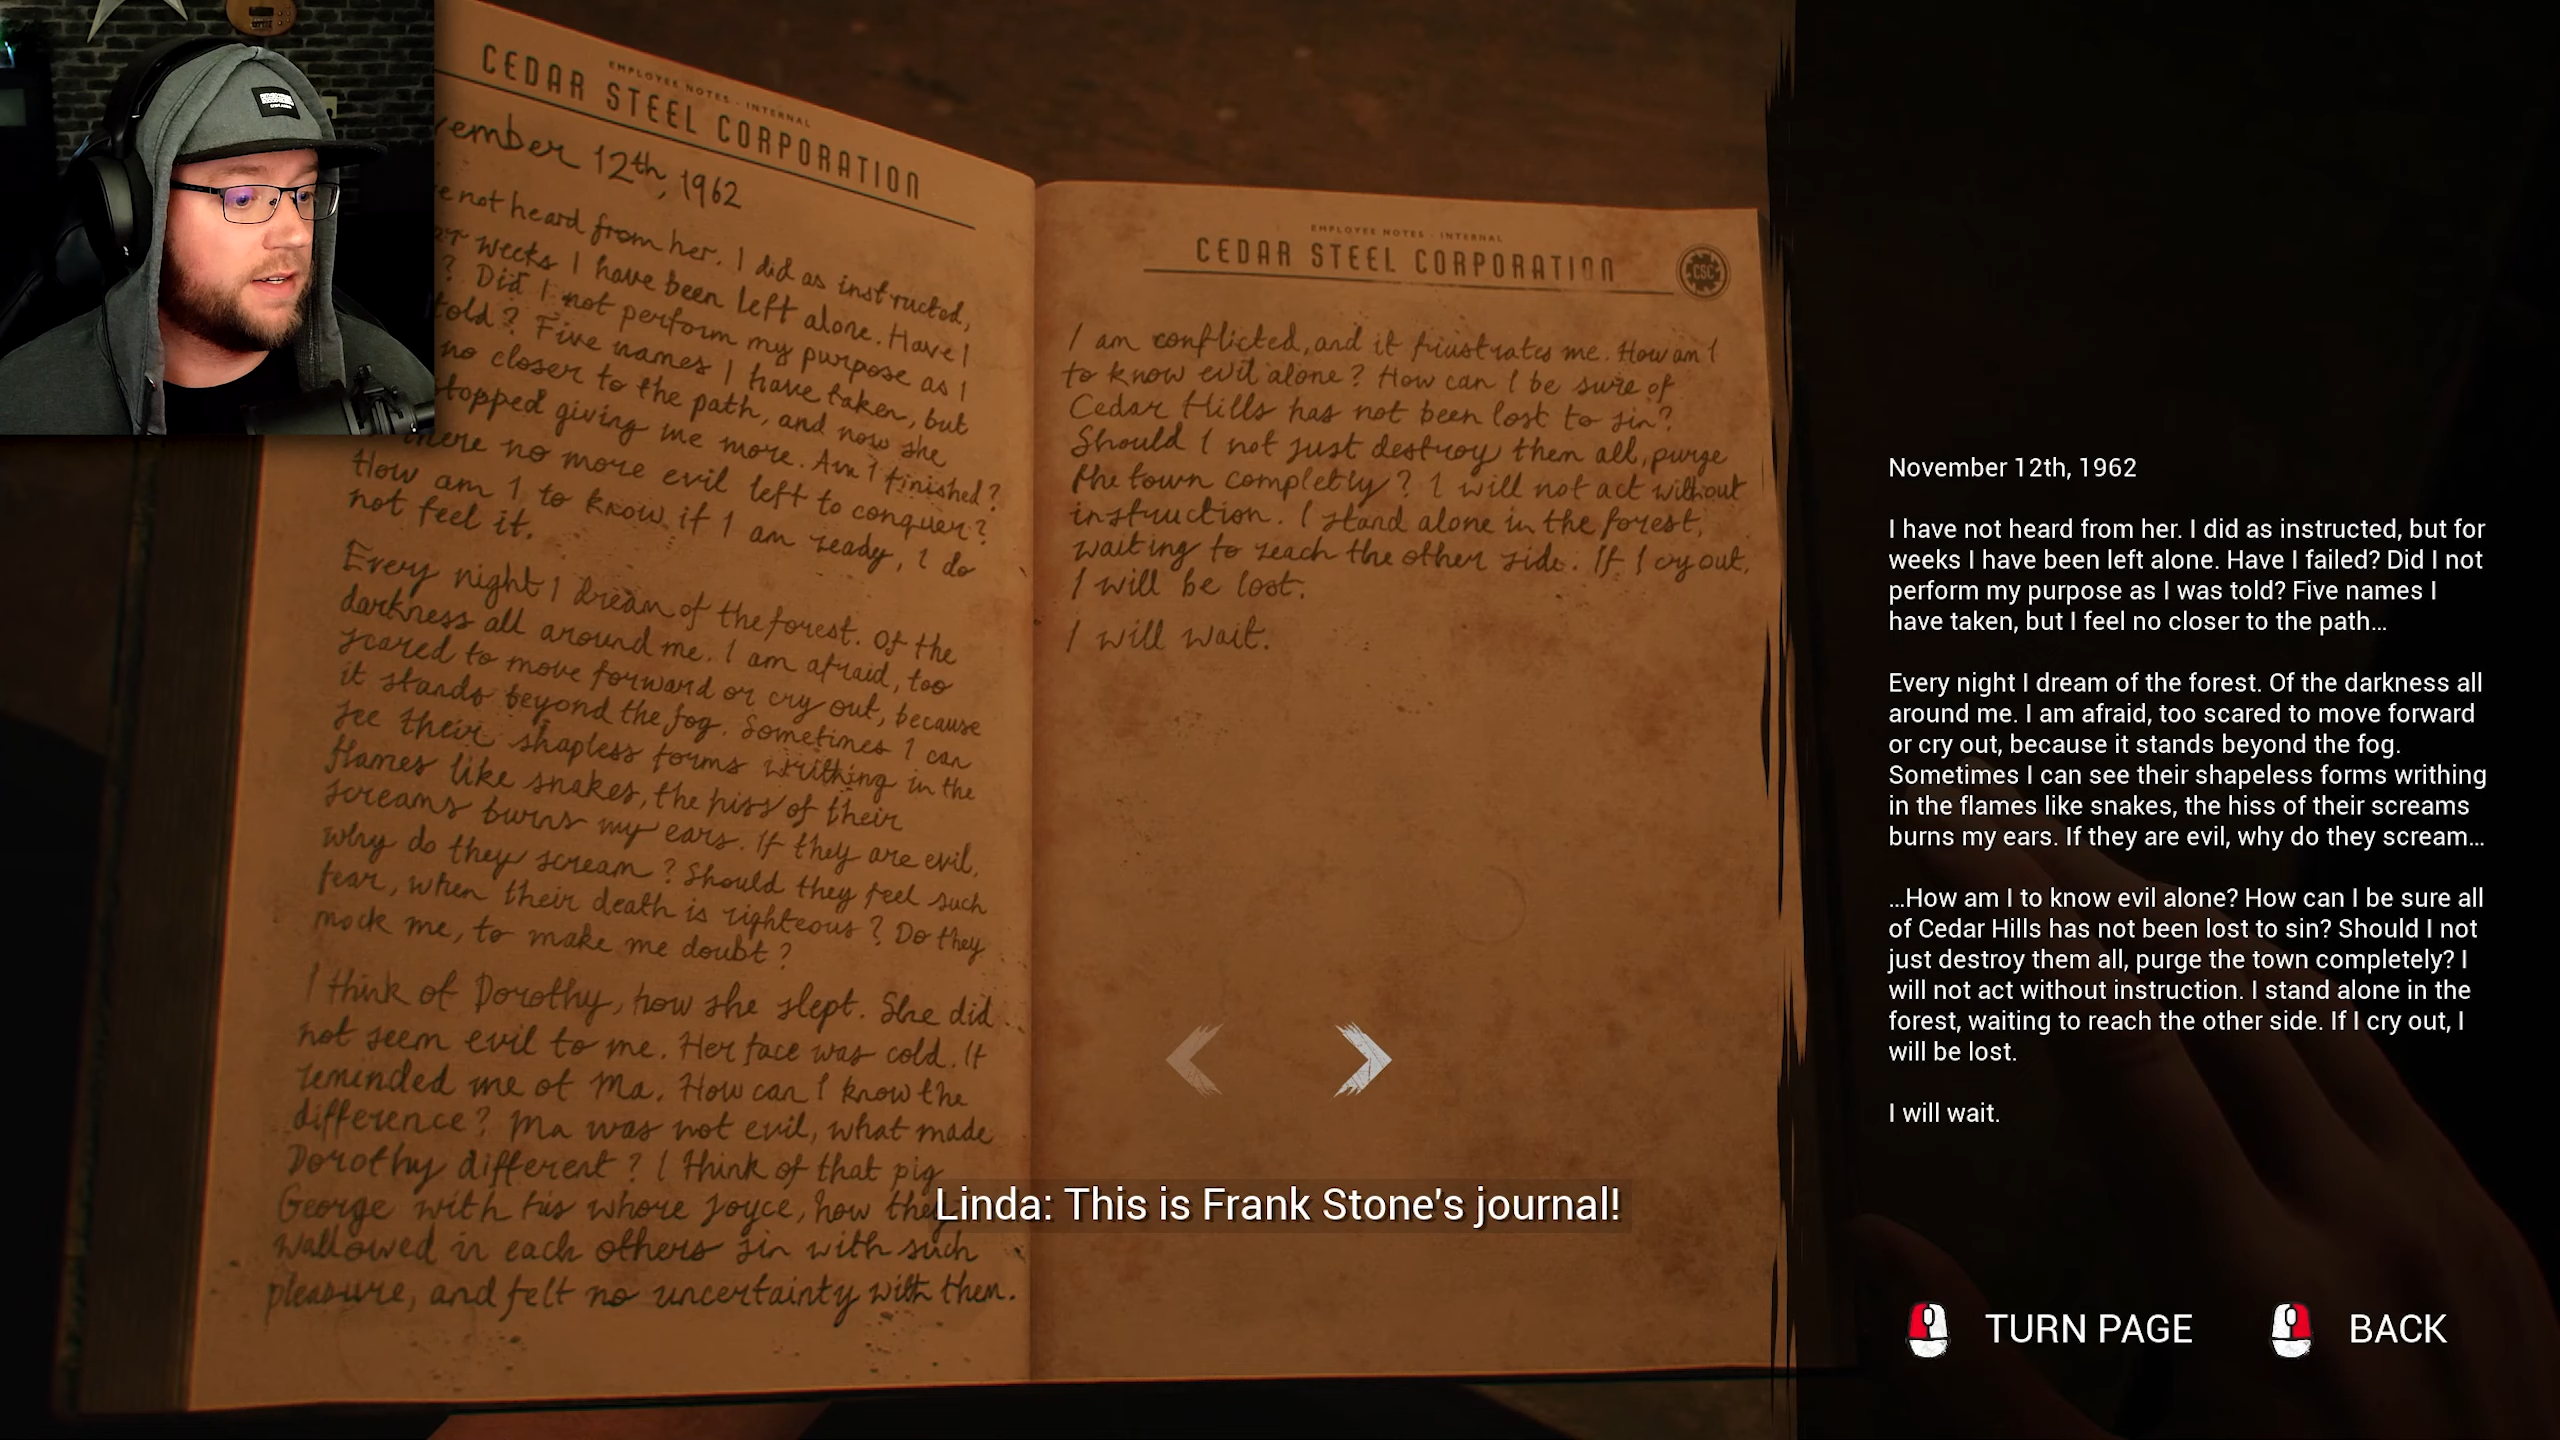 EMPLOYEE NOTES - INTERNAL
CEDAR STEEL CORPORATION
ember 12th, 1962
e not heard from her. I did as instructed,
weeks I have been left alone. Have I
? Did I not perform my purpose as I
told? Five names I have taken, but
no closer to the path, and now she
stopped giving me more. Am I finished?
there no more evil left to conquer?
How am I to know if I am ready, I do
not feel it.
Every night I dream of the forest. Of the
darkness all around me. I am afraid, too
scared to move forward or cry out, because
it stands beyond the fog. Sometimes I can
see their shapless forms writhing in the
flames like snakes, the hiss of their
screams burns my ears. If they are evil,
why do they scream? Should they feel such
fear, when their death is righteous? Do they
mock me, to make me doubt?
I think of Dorothy, how she slept. She did
not seem evil to me. Her face was cold. It
reminded me of Ma. How can I know the
difference? Ma was not evil, what made
Dorothy different? I think of that pig
George with his whore Joyce, how they
wallowed in each others sin with such
pleasure, and felt no uncertainty with them.
EMPLOYEE NOTES - INTERNAL
CEDAR STEEL CORPORATION
CSC
I am conflicted, and it frustrates me. How am I
to know evil alone? How can I be sure of
Cedar Hills has not been lost to sin?
Should I not just destroy them all, purge
the town completly? I will not act without
instruction. I stand alone in the forest,
waiting to reach the other side. If I cry out,
I will be lost.
I will wait.
Linda: This is Frank Stone's journal!
November 12th, 1962
I have not heard from her. I did as instructed, but for
weeks I have been left alone. Have I failed? Did I not
perform my purpose as I was told? Five names I
have taken, but I feel no closer to the path...
Every night I dream of the forest. Of the darkness all
around me. I am afraid, too scared to move forward
or cry out, because it stands beyond the fog.
Sometimes I can see their shapeless forms writhing
in the flames like snakes, the hiss of their screams
burns my ears. If they are evil, why do they scream...
...How am I to know evil alone? How can I be sure all
of Cedar Hills has not been lost to sin? Should I not
just destroy them all, purge the town completely? I
will not act without instruction. I stand alone in the
forest, waiting to reach the other side. If I cry out, I
will be lost.
I will wait.
TURN PAGE
BACK